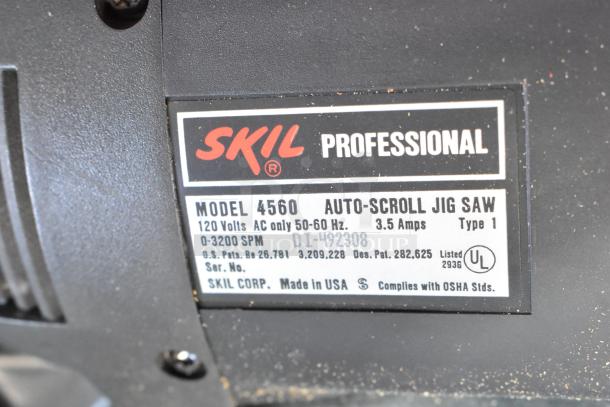 SKIL® PROFESSIONAL
MODEL 4560 AUTO-SCROLL JIG SAW
120 Volts AC only 50-60 Hz. 3.5 Amps Type 1
0-3200 SPM D1-492308
U.S. Pats. Re 26,781 3,209,228 Des. Pat. 282,625 Listed UL
Ser. No. 293G
SKIL CORP. Made in USA S Complies with OSHA Stds.